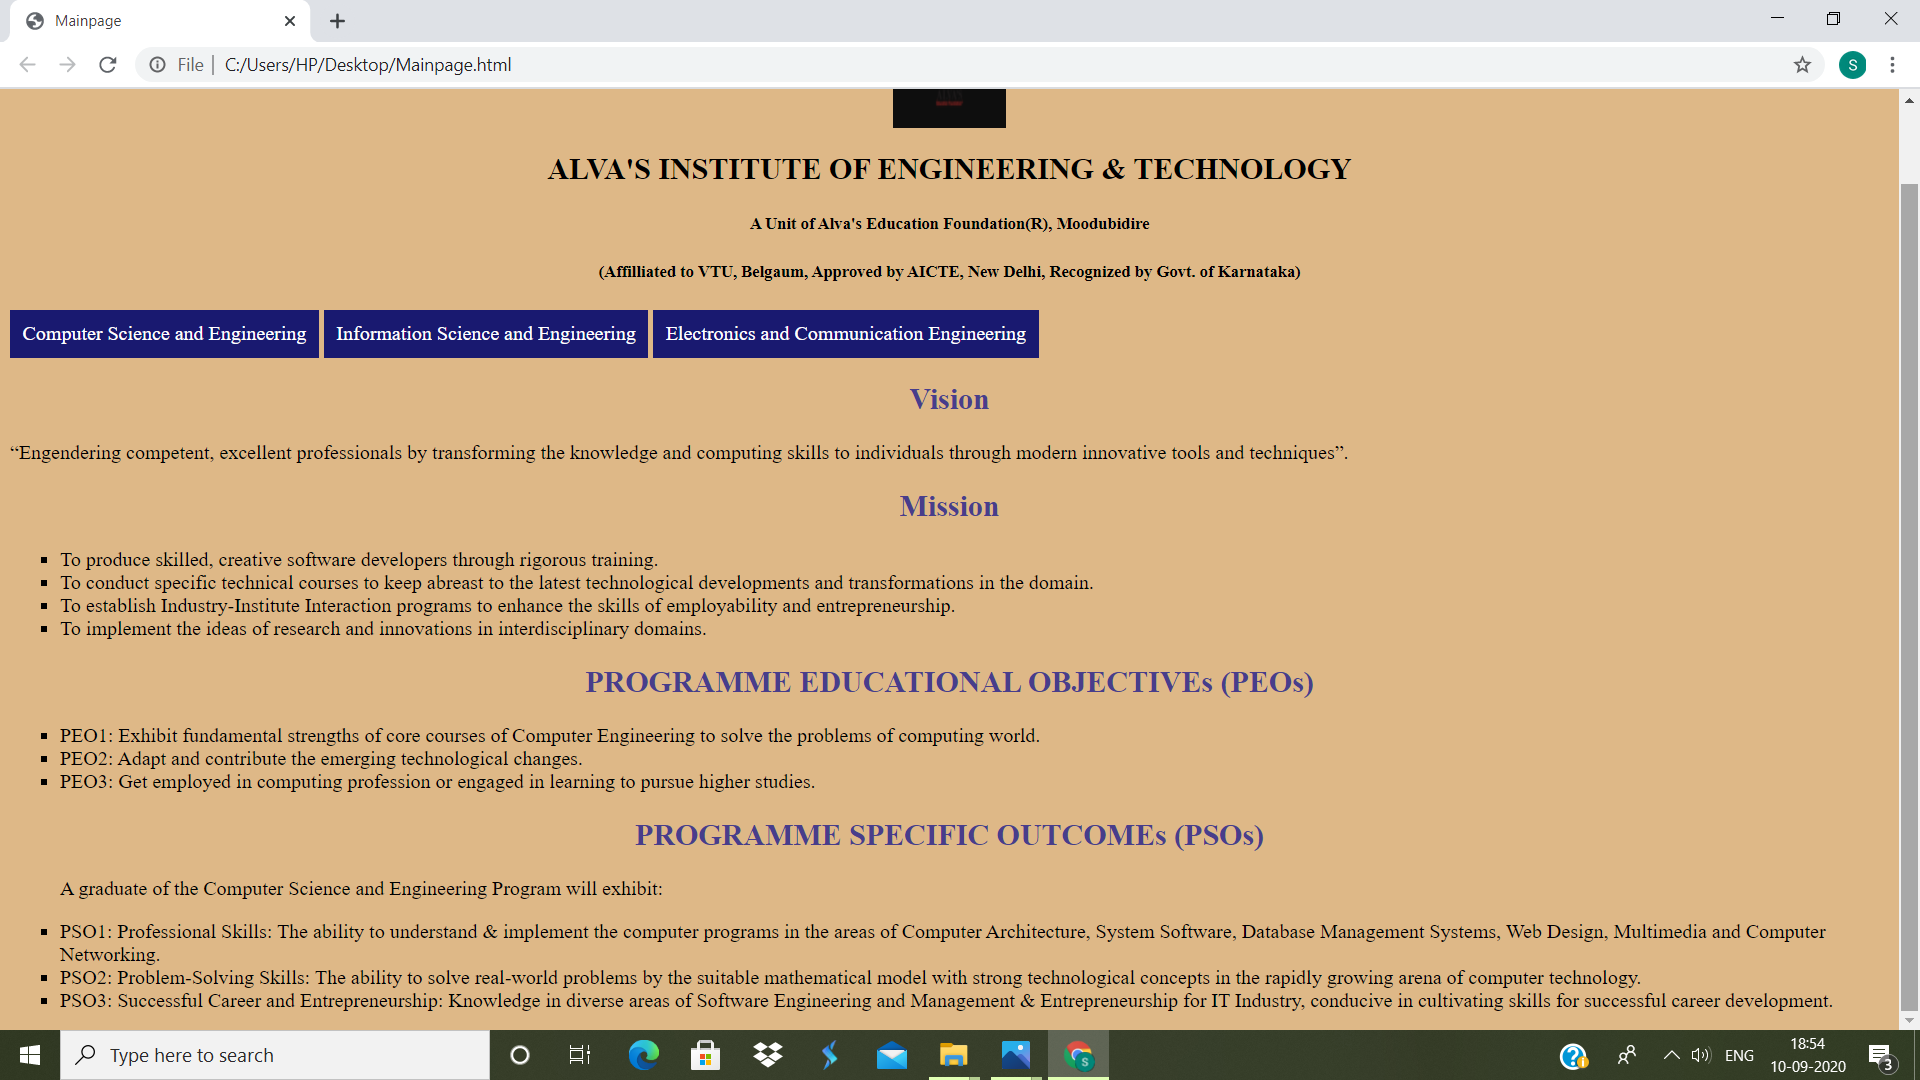 Mainpage
File
C:/Users/HP/Desktop/Mainpage.html
S
ALVA'S INSTITUTE OF ENGINEERING & TECHNOLOGY
A Unit of Alva's Education Foundation(R), Moodubidire
(Affilliated to VTU, Belgaum, Approved by AICTE, New Delhi, Recognized by Govt. of Karnataka)
Computer Science and Engineering
Information Science and Engineering
Electronics and Communication Engineering
Vision
“Engendering competent, excellent professionals by transforming the knowledge and computing skills to individuals through modern innovative tools and techniques”.
Mission
To produce skilled, creative software developers through rigorous training.
To conduct specific technical courses to keep abreast to the latest technological developments and transformations in the domain.
To establish Industry-Institute Interaction programs to enhance the skills of employability and entrepreneurship.
To implement the ideas of research and innovations in interdisciplinary domains.
PROGRAMME EDUCATIONAL OBJECTIVEs (PEOs)
PEO1: Exhibit fundamental strengths of core courses of Computer Engineering to solve the problems of computing world.
PEO2: Adapt and contribute the emerging technological changes.
PEO3: Get employed in computing profession or engaged in learning to pursue higher studies.
PROGRAMME SPECIFIC OUTCOMEs (PSOs)
A graduate of the Computer Science and Engineering Program will exhibit:
PSO1: Professional Skills: The ability to understand & implement the computer programs in the areas of Computer Architecture, System Software, Database Management Systems, Web Design, Multimedia and Computer
Networking.
PSO2: Problem-Solving Skills: The ability to solve real-world problems by the suitable mathematical model with strong technological concepts in the rapidly growing arena of computer technology.
PSO3: Successful Career and Entrepreneurship: Knowledge in diverse areas of Software Engineering and Management & Entrepreneurship for IT Industry, conducive in cultivating skills for successful career development.
Type here to search
S
ENG
18:54
10-09-2020
3